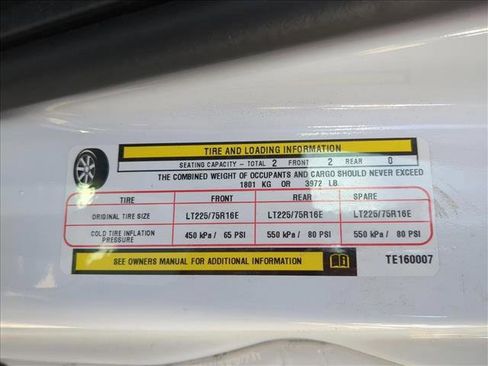 TIRE AND LOADING INFORMATION
SEATING CAPACITY - TOTAL 2 FRONT 2 REAR 0
THE COMBINED WEIGHT OF OCCUPANTS AND CARGO SHOULD NEVER EXCEED
1801 KG OR 3972 LB.
TIRE FRONT REAR SPARE
ORIGINAL TIRE SIZE LT225/75R16E LT225/75R16E LT225/75R16E
COLD TIRE INFLATION PRESSURE 450 kPa / 65 PSI 550 kPa / 80 PSI 550 kPa / 80 PSI
SEE OWNERS MANUAL FOR ADDITIONAL INFORMATION TE160007